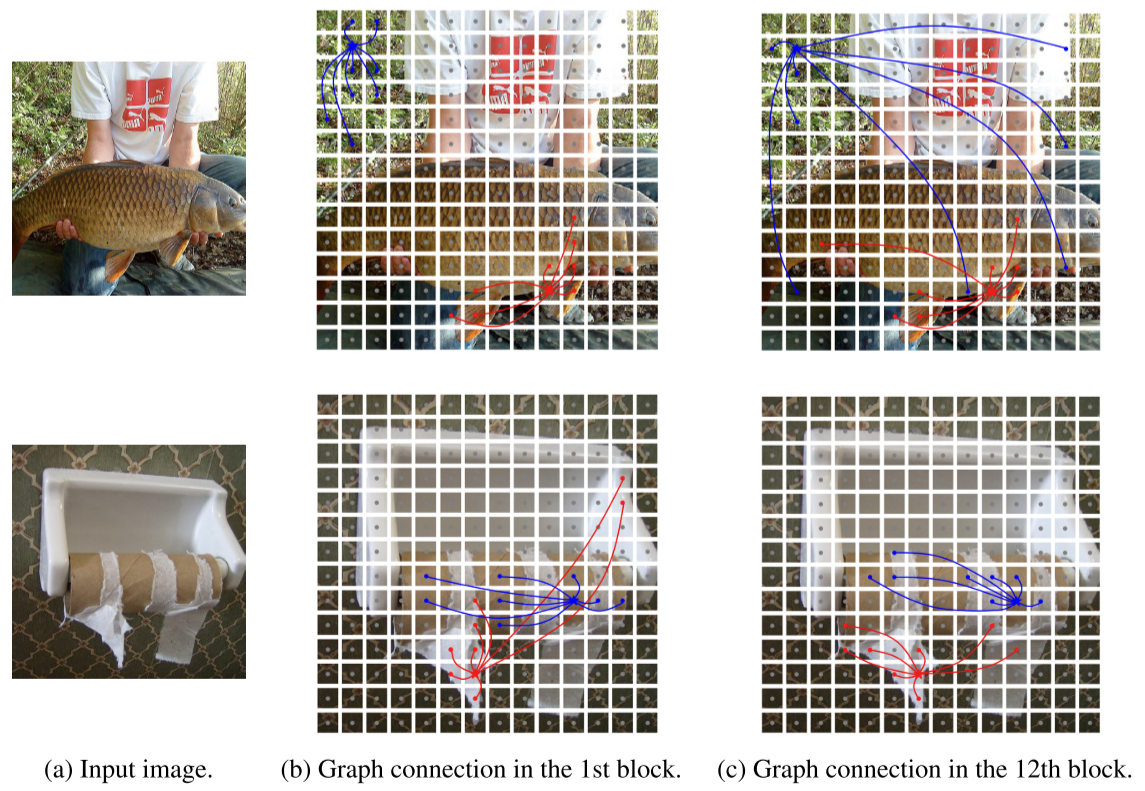 (a) Input image.
(b) Graph connection in the 1st block.
(c) Graph connection in the 12th block.